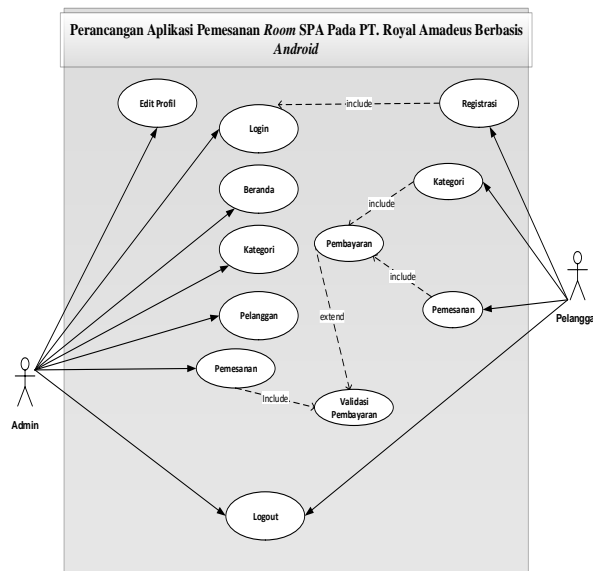 Perancangan Aplikasi Pemesanan Room SPA Pada PT. Royal Amadeus Berbasis
Android
Edit Profil
include
Registrasi
Login
Kategori
Beranda
include
Pembayaran
Kategori
include
Pemesanan
Pelanggan
extend
Pelangga
Pemesanan
Include
Validasi
Pembayaran
Admin
Logout